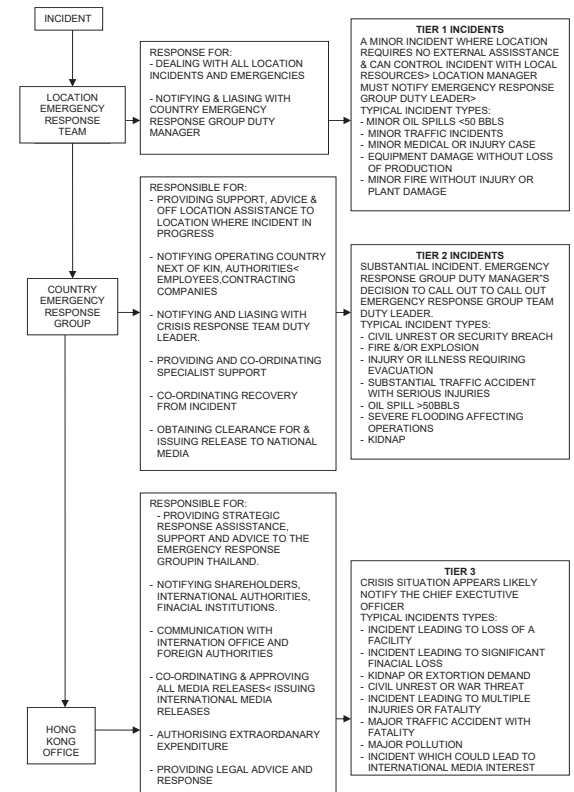 INCIDENT
LOCATION
EMERGENCY
RESPONSE
TEAM
RESPONSE FOR:
- DEALING WITH ALL LOCATION
INCIDENTS AND EMERGENCIES
- NOTIFYING & LIASING WITH
COUNTRY EMERGENCY
RESPONSE GROUP DUTY
MANAGER
TIER 1 INCIDENTS
A MINOR INCIDENT WHERE LOCATION
REQUIRES NO EXTERNAL ASSISTANCE
& CAN CONTROL INCIDENT WITH LOCAL
RESOURCES> LOCATION MANAGER
MUST NOTIFY EMERGENCY RESPONSE
GROUP DUTY LEADER>
TYPICAL INCIDENT TYPES:
- MINOR OIL SPILLS <50 BBLS
- MINOR TRAFFIC INCIDENTS
- MINOR MEDICAL OR INJURY CASE
- EQUIPMENT DAMAGE WITHOUT LOSS
OF PRODUCTION
- MINOR FIRE WITHOUT INJURY OR
PLANT DAMAGE
COUNTRY
EMERGENCY
RESPONSE
GROUP
RESPONSIBLE FOR:
- PROVIDING SUPPORT, ADVICE &
OFF LOCATION ASSISTANCE TO
LOCATION WHERE INCIDENT IN
PROGRESS
- NOTIFYING OPERATING COUNTRY
NEXT OF KIN, AUTHORITIES<
EMPLOYEES,CONTRACTING
COMPANIES
- NOTIFYING AND LIESING WITH
CRISIS RESPONSE TEAM DUTY
LEADER.
- PROVIDING AND CO-ORDINATING
SPECIALIST SUPPORT
- CO-ORDINATING RECOVERY
FROM INCIDENT
- OBTAINING CLEARANCE FOR &
ISSUING RELEASE TO NATIONAL
MEDIA
TIER 2 INCIDENTS
SUBSTANTIAL INCIDENT. EMERGENCY
RESPONSE GROUP DUTY MANAGER"S
DECISION TO CALL OUT TO CALL OUT
EMERGENCY RESPONSE GROUP TEAM
DUTY LEADER.
TYPICAL INCIDENT TYPES:
- CIVIL UNREST OR SECURITY BREACH
- FIRE &/OR EXPLOSION
- INJURY OR ILLNESS REQUIRING
EVACUATION
- SUBSTANTIAL TRAFFIC ACCIDENT
WITH SERIOUS INJURIES
- OIL SPILL >50BBLS
- SEVERE FLOODING AFFECTING
OPERATIONS
- KIDNAP
HONG
KONG
OFFICE
RESPONSIBLE FOR:
- PROVIDING STRATEGIC
RESPONSE ASSISSTANCE,
SUPPORT AND ADVICE TO THE
EMERGENCY RESPONSE
GROUPIN THAILAND.
- NOTIFYING SHAREHOLDERS,
INTERNATIONAL AUTHORITIES,
FINACIAL INSTITUTIONS.
- COMMUNICATION WITH
INTERNATION OFFICE AND
FOREIGN AUTHORITIES
-CO-ORDINATING & APPROVING
ALL MEDIA RELEASES< ISSUING
INTERNATIONAL MEDIA
RELEASES
- AUTHORISING EXTRAORDANARY
EXPENDITURE
- PROVIDING LEGAL ADVICE AND
RESPONSE
TIER 3
CRISIS SITUATION APPEARS LIKELY
NOTIFY THE CHIEF EXECTUTIVE
OFFICER
TYPICAL INCIDENTS TYPES:
- INCIDENT LEADING TO LOSS OF A
FACILITY
- INCIDENT LEADING TO SIGNIFICANT
FINACIAL LOSS
- KIDNAP OR EXTORTION DEMAND
- CIVIL UNREST OR WAR THREAT
- INCIDENT LEADING TO MULTIPLE
INJURIES OR FATALITY
- MAJOR TRAFFIC ACCIDENT WITH
FATALITY
- MAJOR POLLUTION
- INCIDENT WHICH COULD LEAD TO
INTERNATIONAL MEDIA INTEREST